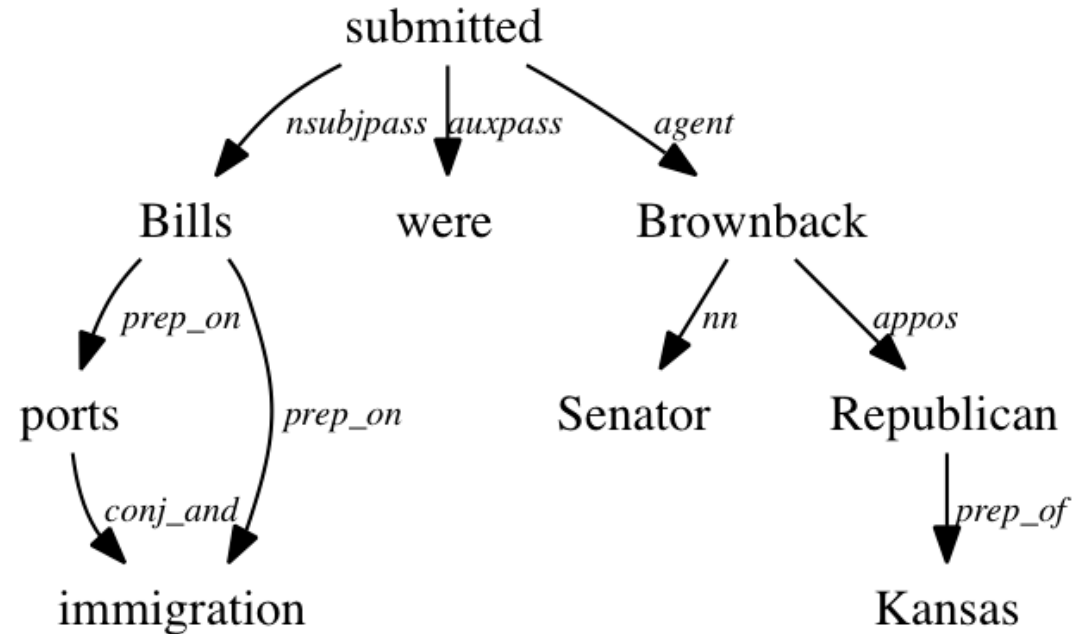 submitted
nsubjpass auxpass agent
Bills were Brownback
prep_on nn appos
ports prep_on Senator Republican
conj_and prep_of
immigration Kansas